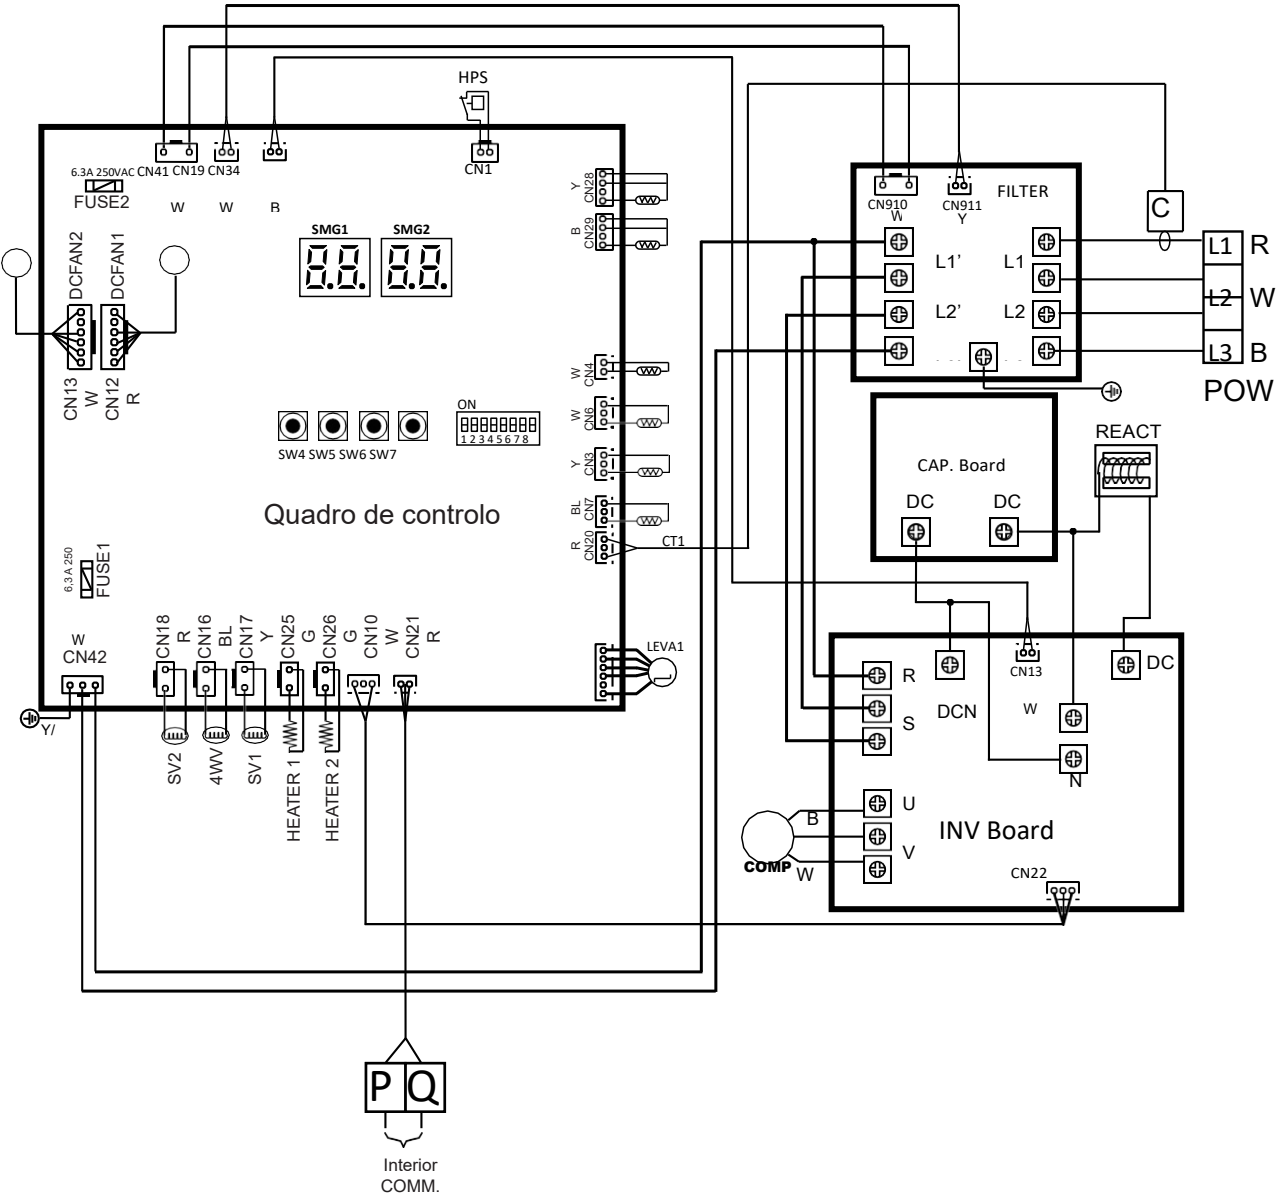 HPS
6.3A 250VAC
CN41 CN19 CN34
CN1
FUSE2
W
W
B
SMG1
SMG2
8.8.
8.8.
DCFAN2
DCFAN1
CN13
W
CN12
R
Y
CN28
B
CN29
W
CN4
W
CN6
Y
CN3
BL
CN7
R
CN20
CT1
ON
1 2 3 4 5 6 7 8
SW4 SW5 SW6 SW7
Quadro de controlo
6.3 A 250
FUSE1
W
CN42
Y/
CN18
R
CN16
BL
CN17
Y
CN25
G
CN26
G
CN10
W
CN21
R
LEVA1
SV2
4WV
SV1
HEATER 1
HEATER 2
CN910
W
CN911
Y
FILTER
L1'
L1
L2'
L2
C
L1
R
L2
W
L3
B
POW
CAP. Board
DC
DC
REACT
R
S
DCN
CN13
W
DC
N
U
V
B
W
COMP
INV Board
CN22
P
Q
Interior
COMM.